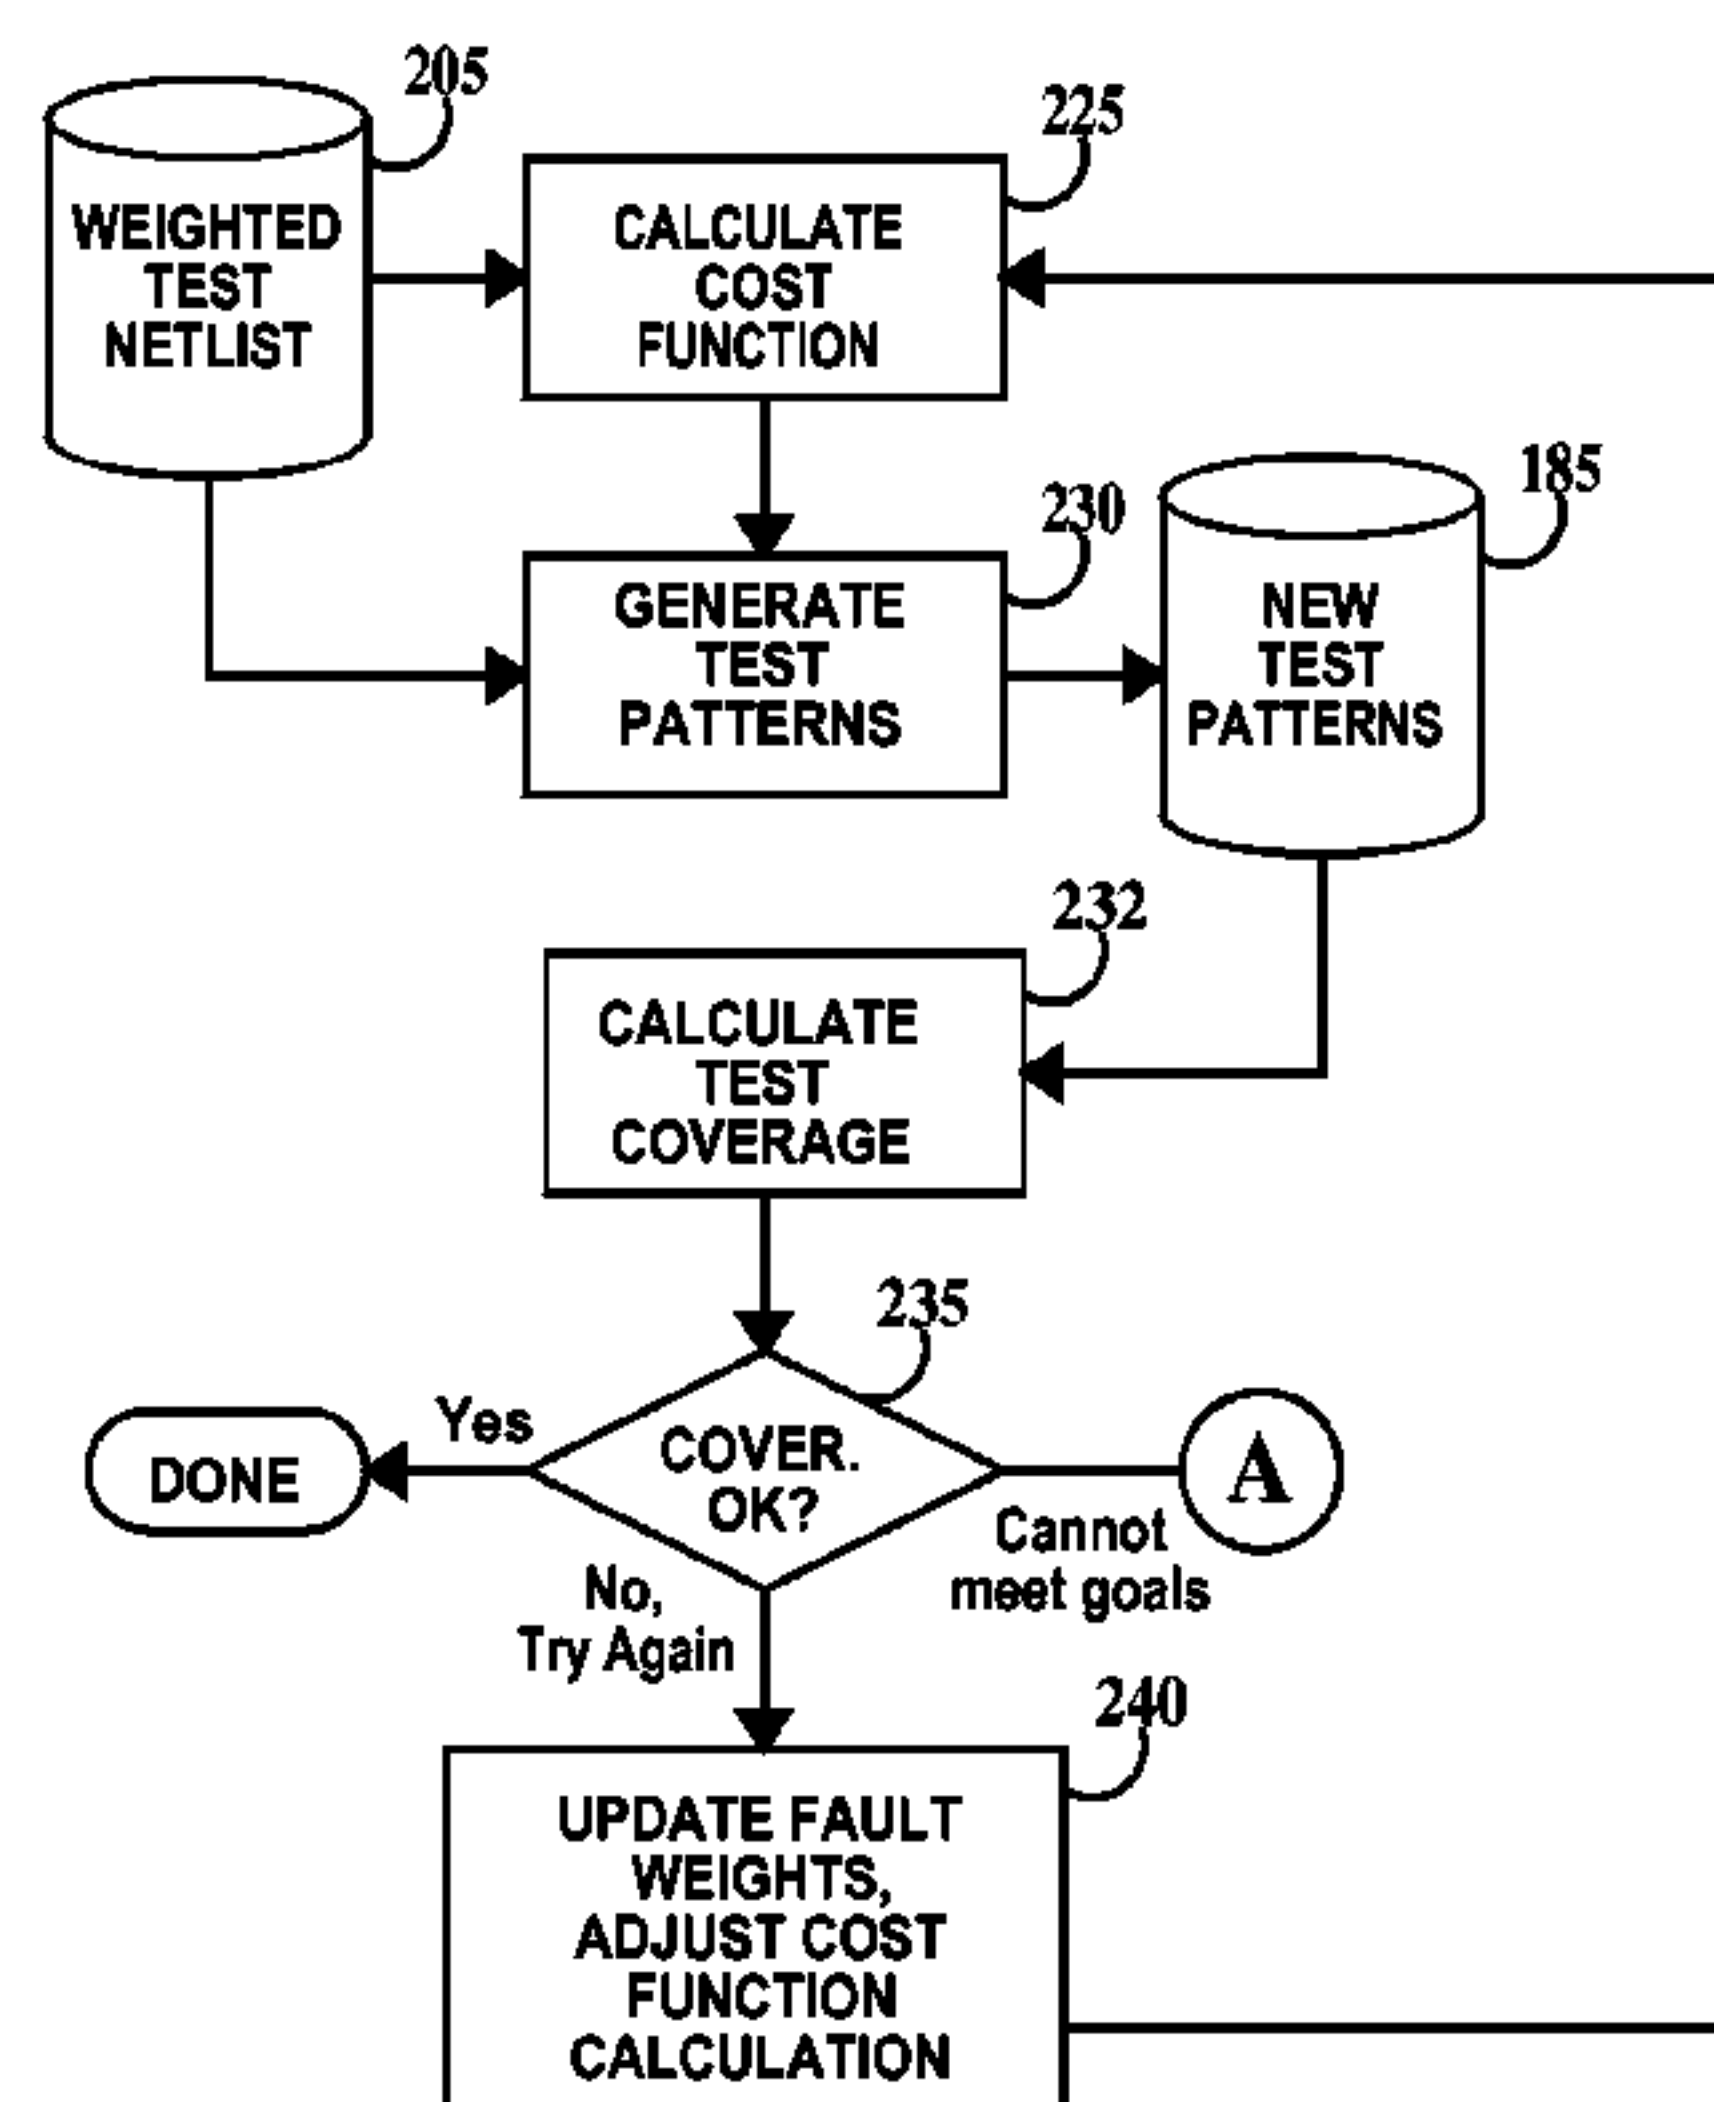 205
WEIGHTED
TEST
NETLIST
225
CALCULATE
COST
FUNCTION
230
GENERATE
TEST
PATTERNS
185
NEW
TEST
PATTERNS
232
CALCULATE
TEST
COVERAGE
235
COVER.
OK?
Yes
DONE
A
Cannot
meet goals
No,
Try Again
240
UPDATE FAULT
WEIGHTS,
ADJUST COST
FUNCTION
CALCULATION